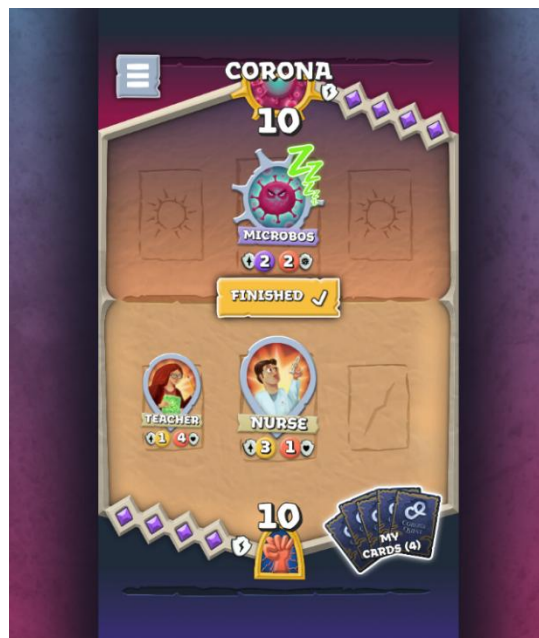 CORONA
10
MICROBOS
2 2
FINISHED
TEACHER
1 4
NURSE
3 1
10
MY
CARDS (4)